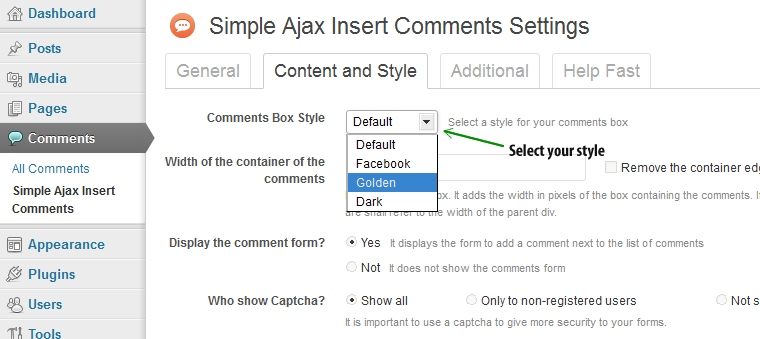 Dashboard
Posts
Media
Pages
Comments
All Comments
Simple Ajax Insert
Comments
Appearance
Plugins
Users
Tools
Simple Ajax Insert Comments Settings
General
Content and Style
Additional
Help Fast
Comments Box Style
Default
Select a style for your comments box
Default
Facebook
Golden
Dark
Select your style
Width of the container of the
comments
Remove the container edg
ox. It adds the width in pixels of the box containing the comments. I
are shall refer to the width of the parent div.
Display the comment form?
Yes It displays the form to add a comment next to the list of comments
Not It does not show the comments form
Who show Captcha?
Show all
Only to non-registered users
Not s
It is important to use a captcha to give more security to your forms.